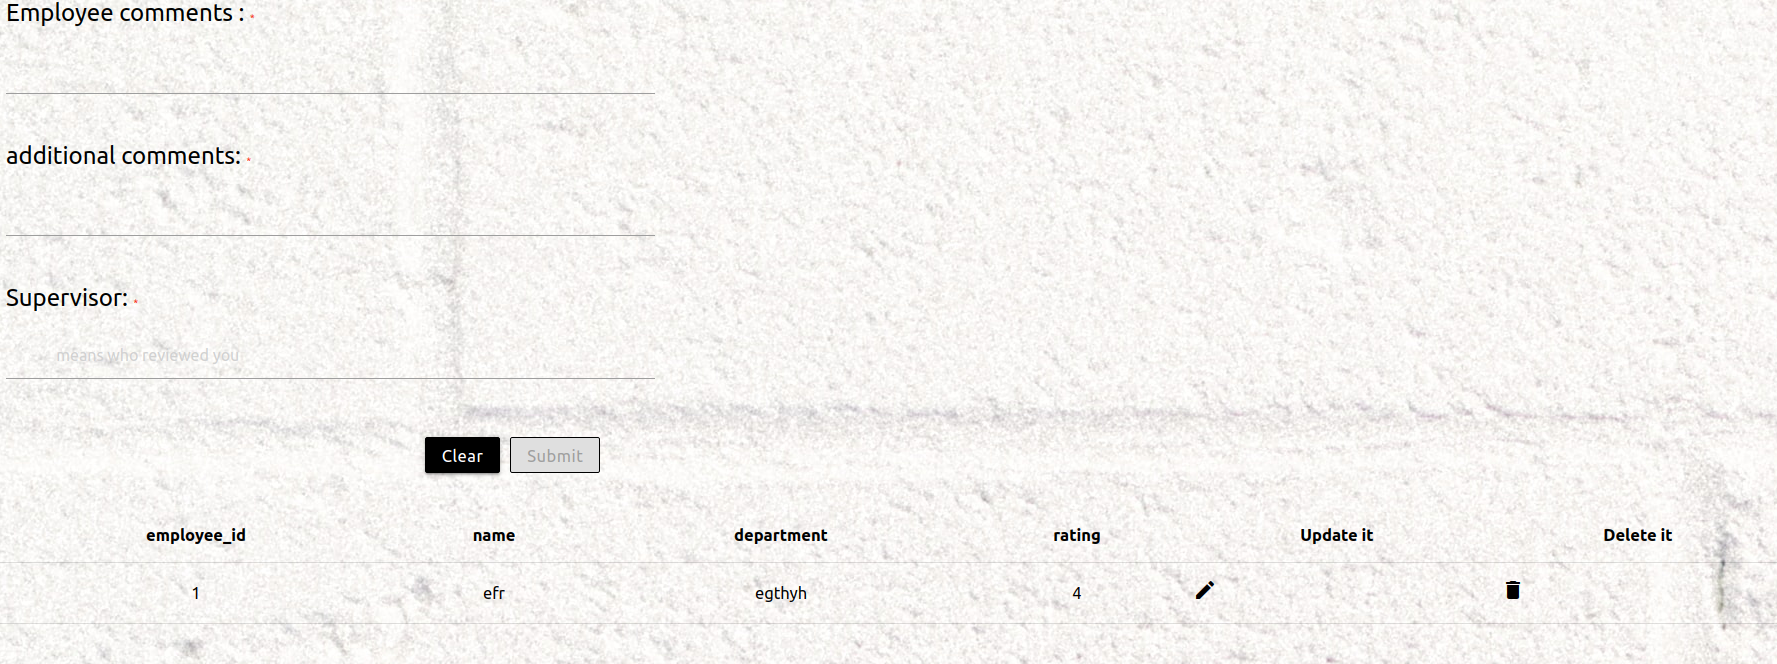 Employee comments : *
additional comments: *
Supervisor: *
means who reviewed you
Clear Submit
employee_id name department rating Update it Delete it
1 efr egthyh 4